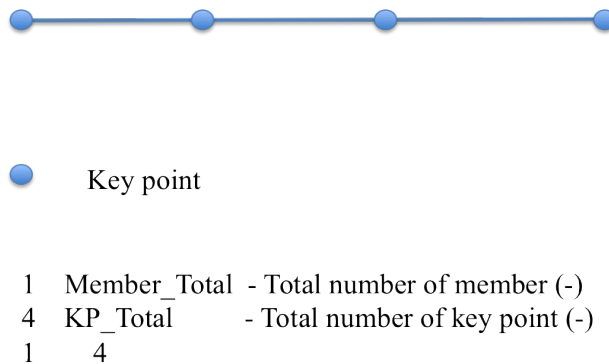 Key point
1 Member_Total - Total number of member (-)
4 KP_Total - Total number of key point (-)
1 4